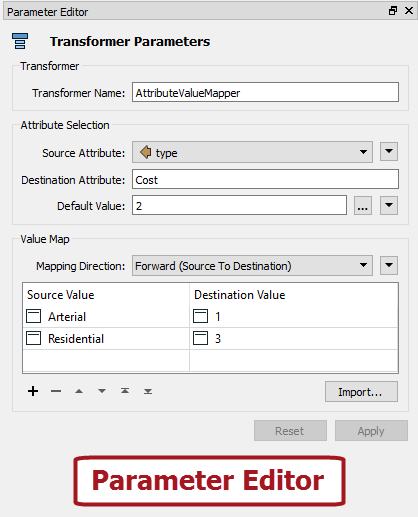 Parameter Editor
Transformer Parameters
Transformer
Transformer Name: AttributeValueMapper
Attribute Selection
Source Attribute: type
Destination Attribute: Cost
Default Value: 2 ...
Value Map
Mapping Direction: Forward (Source To Destination)
Source Value Destination Value
Arterial 1
Residential 3
Import...
Reset Apply
Parameter Editor